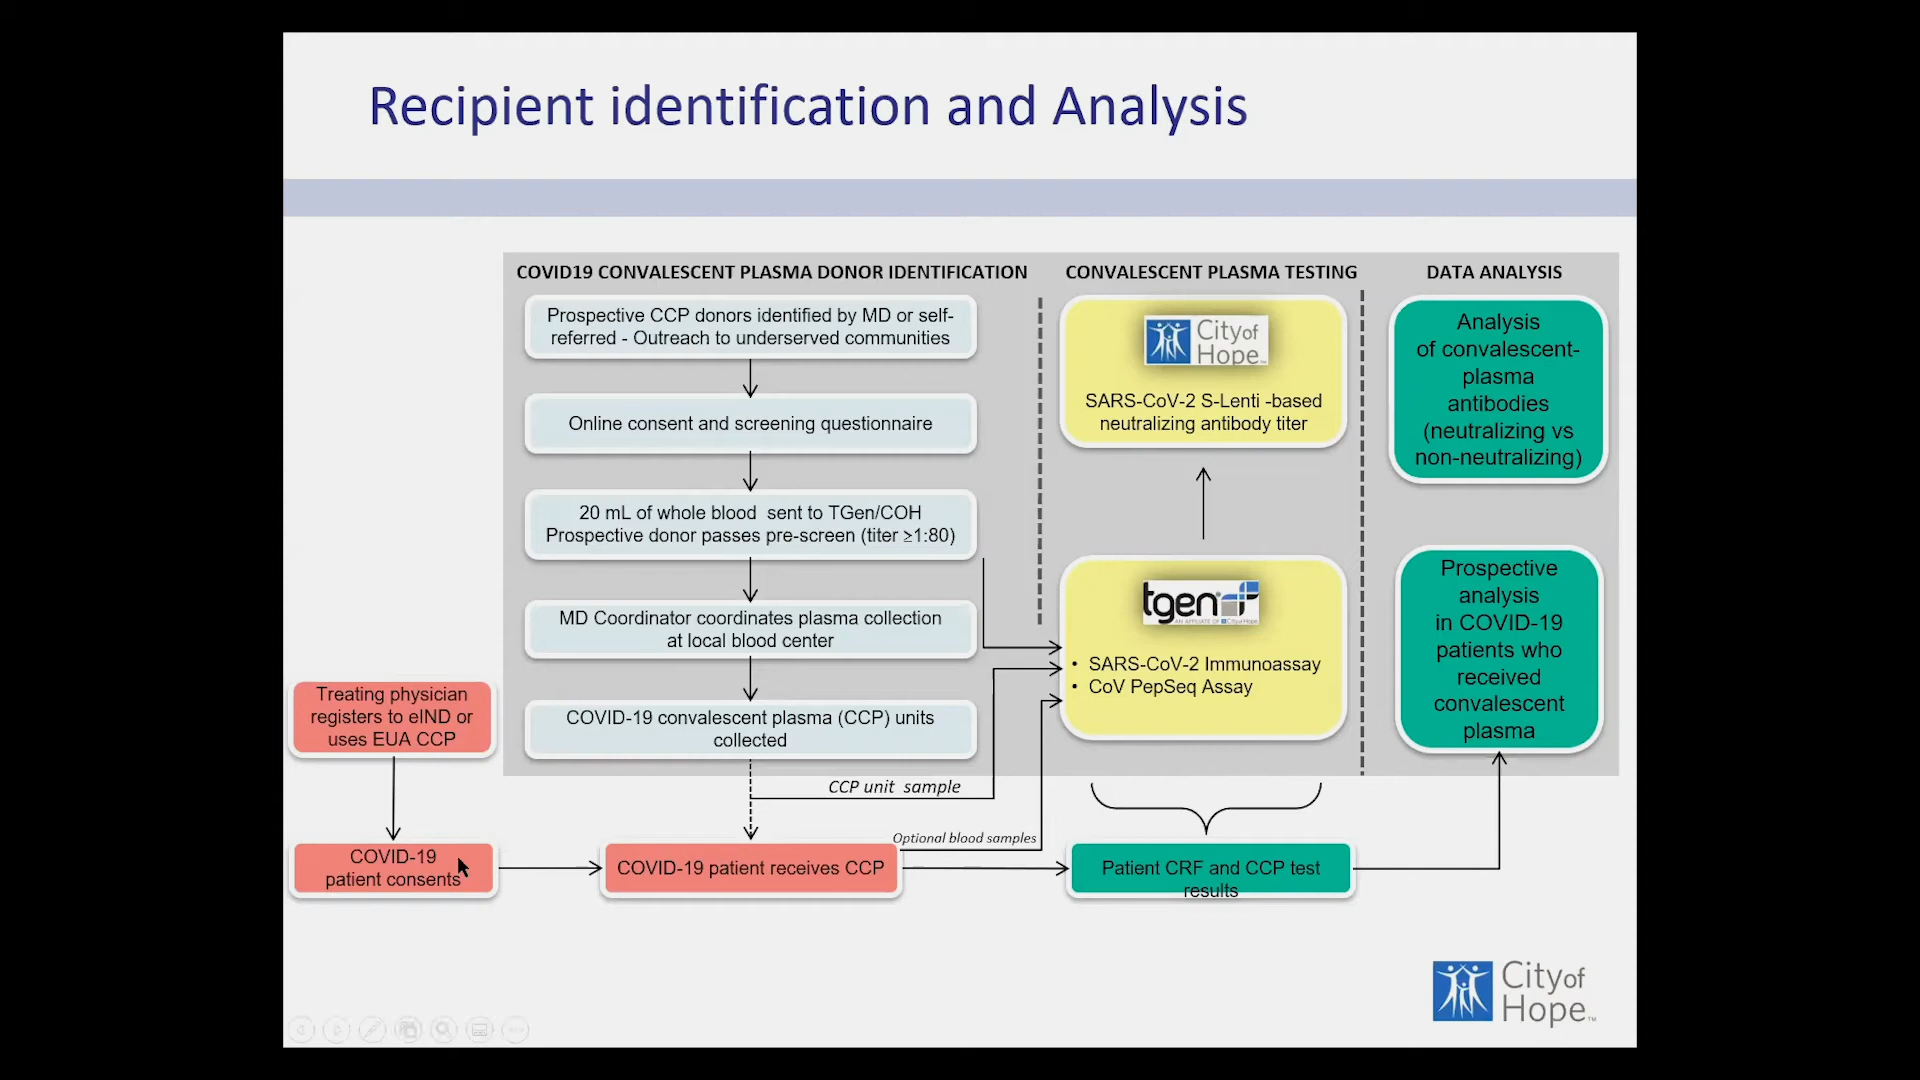 Recipient identification and Analysis
COVID19 CONVALESCENT PLASMA DONOR IDENTIFICATION
Prospective CCP donors identified by MD or self-
referred - Outreach to underserved communities
Online consent and screening questionnaire
20 mL of whole blood sent to TGen/COH
Prospective donor passes pre-screen (titer ≥1:80)
MD Coordinator coordinates plasma collection
at local blood center
COVID-19 convalescent plasma (CCP) units
collected
CONVALESCENT PLASMA TESTING
City of
Hope™
SARS-CoV-2 S-Lenti -based
neutralizing antibody titer
tgen
AN AFFILIATE OF City of Hope
• SARS-CoV-2 Immunoassay
• CoV PepSeq Assay
DATA ANALYSIS
Analysis
of convalescent-
plasma
antibodies
(neutralizing vs
non-neutralizing)
Prospective
analysis
in COVID-19
patients who
received
convalescent
plasma
Treating physician
registers to eIND or
uses EUA CCP
CCP unit sample
Optional blood samples
COVID-19
patient consents
COVID-19 patient receives CCP
Patient CRF and CCP test
results
City of
Hope™